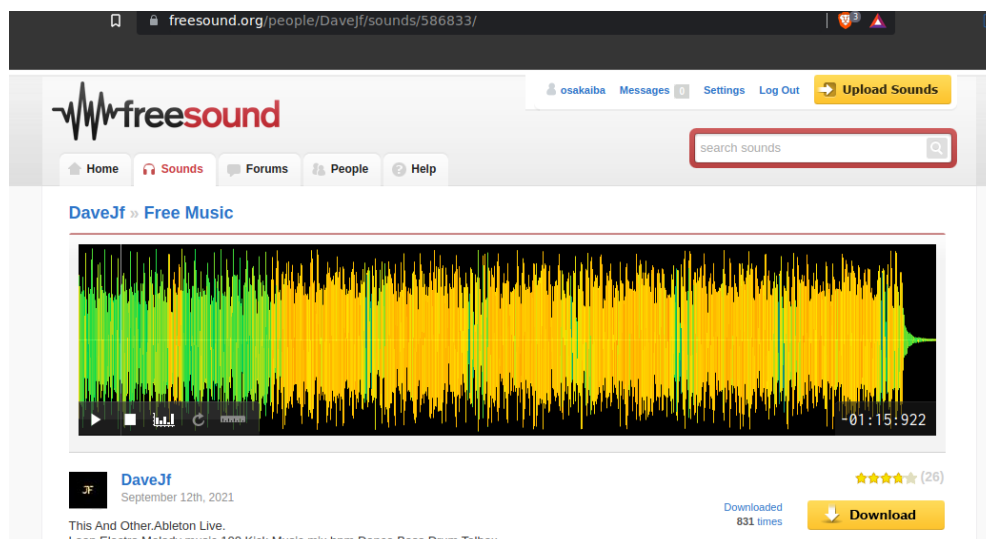 freesound.org/people/DaveJf/sounds/586833/
3
freesound
osakaiba Messages 0 Settings Log Out Upload Sounds
search sounds
Home Sounds Forums People Help
DaveJf » Free Music
-01:15:922
JF
DaveJf
September 12th, 2021
(26)
Downloaded
831 times
Download
This And Other.Ableton Live.